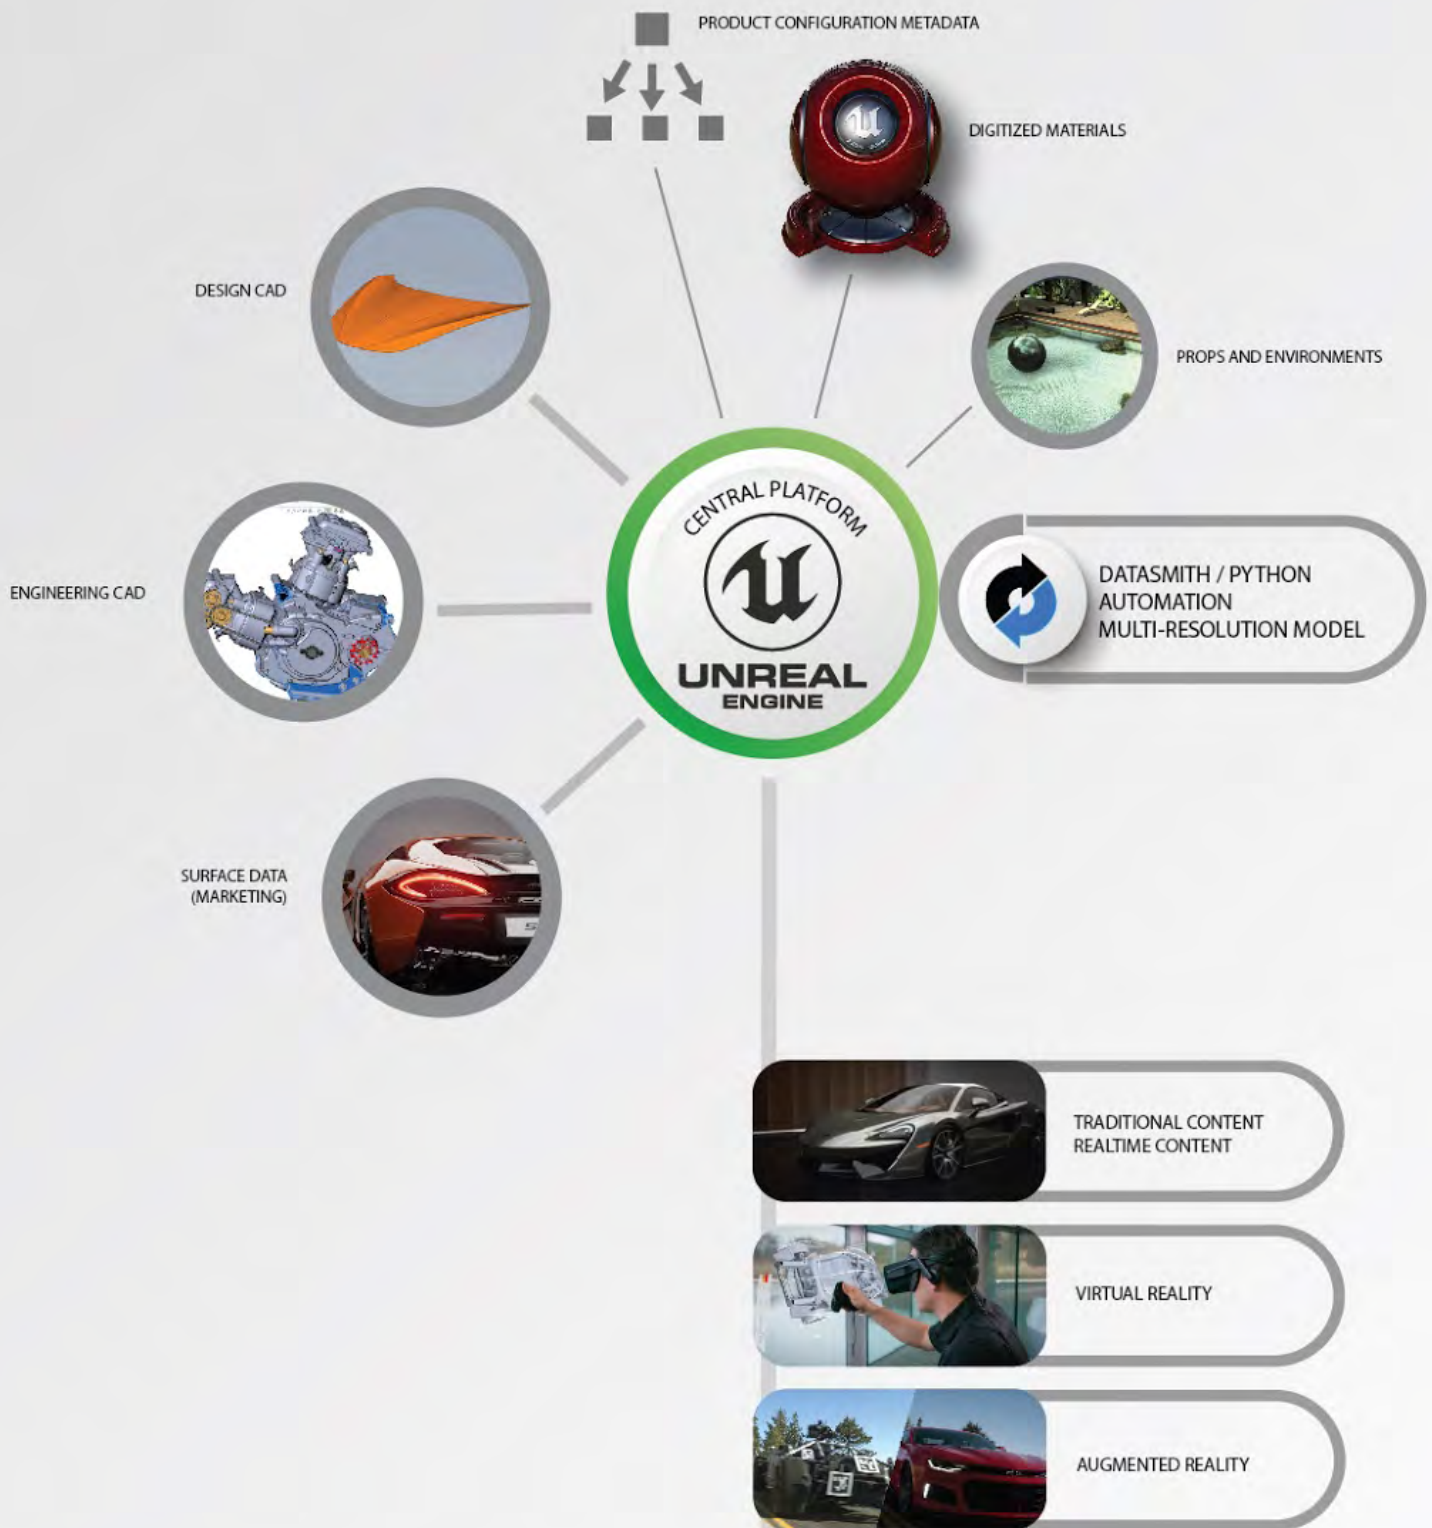 PRODUCT CONFIGURATION METADATA
DIGITIZED MATERIALS
DESIGN CAD
PROPS AND ENVIRONMENTS
CENTRAL PLATFORM
UNREAL
ENGINE
ENGINEERING CAD
DATASMITH / PYTHON
AUTOMATION
MULTI-RESOLUTION MODEL
SURFACE DATA
(MARKETING)
TRADITIONAL CONTENT
REALTIME CONTENT
VIRTUAL REALITY
AUGMENTED REALITY